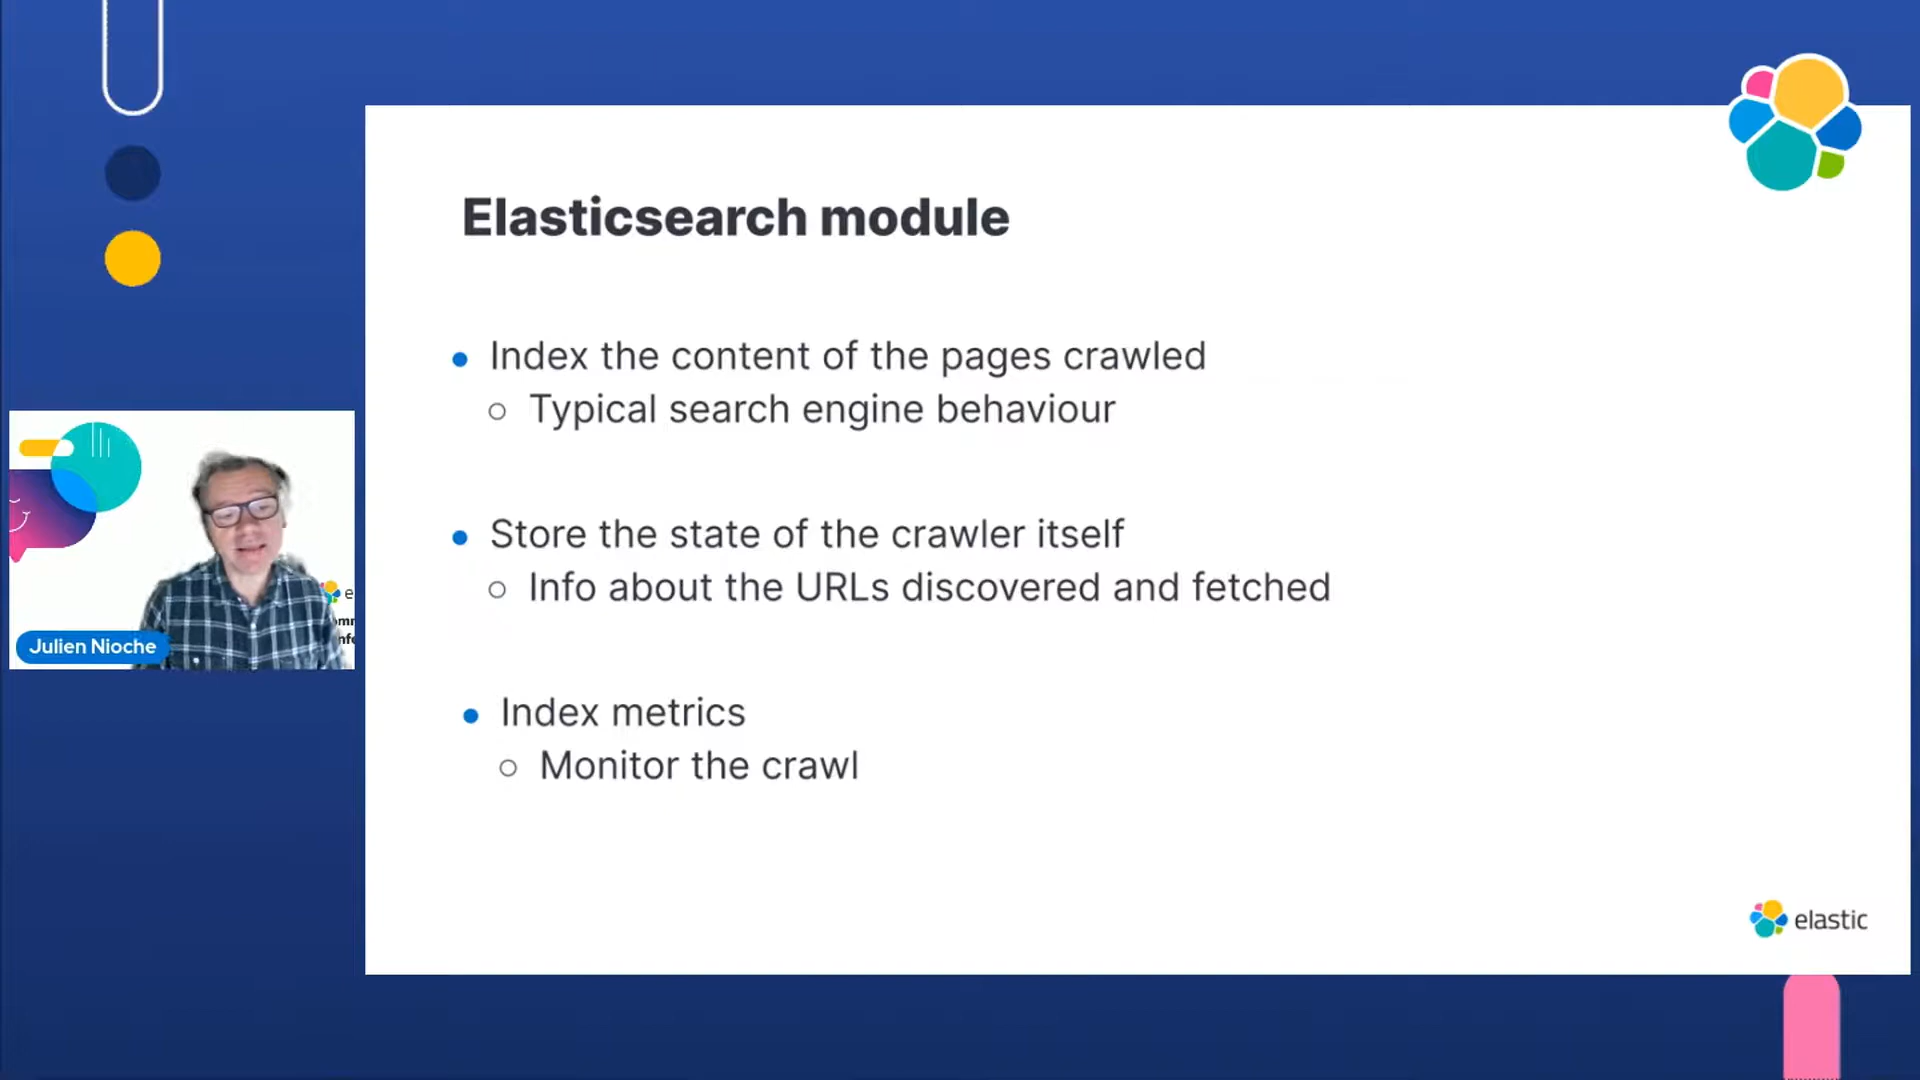 Elasticsearch module
Index the content of the pages crawled
Typical search engine behaviour
Store the state of the crawler itself
Info about the URLs discovered and fetched
Index metrics
Monitor the crawl
Julien Nioche
elastic